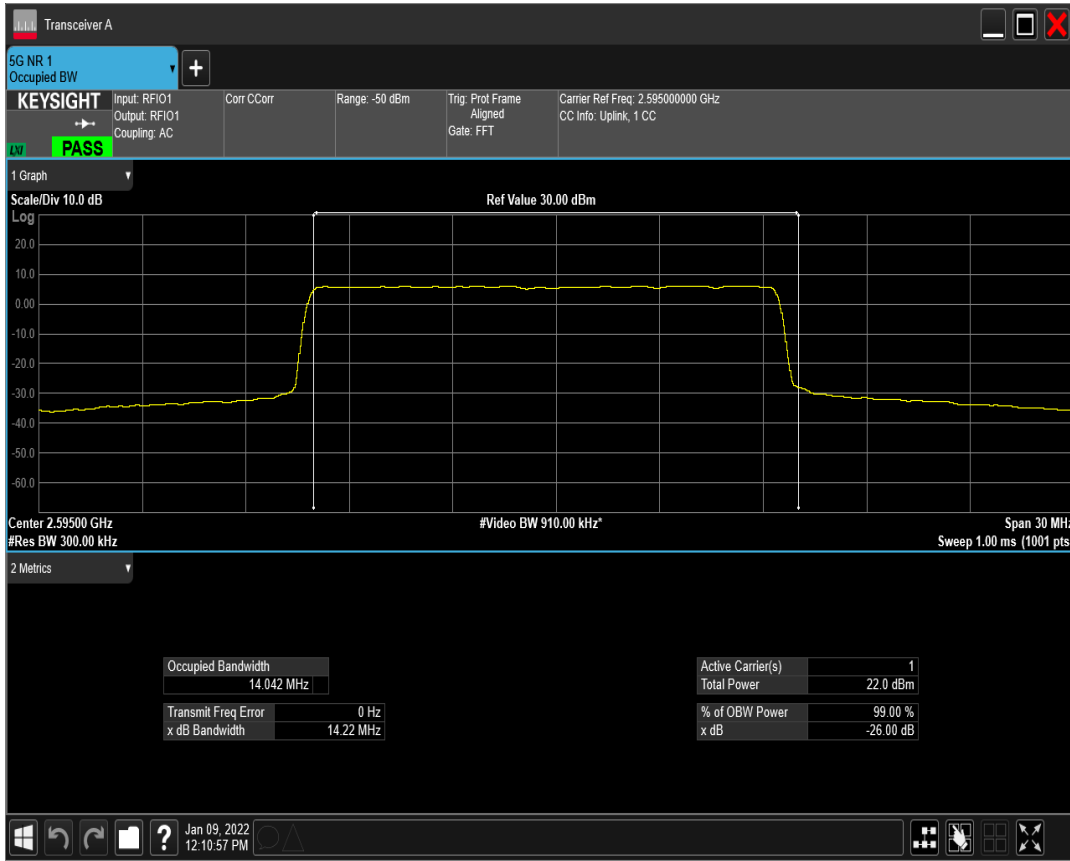 Transceiver A
5G NR 1
Occupied BW
KEYSIGHT
Input: RFIO1
Output: RFIO1
Coupling: AC
Corr CCorr
Range: -50 dBm
Trig: Prot Frame
Aligned
Gate: FFT
Carrier Ref Freq: 2.595000000 GHz
CC Info: Uplink, 1 CC
LXI
PASS
1 Graph
Scale/Div 10.0 dB
Ref Value 30.00 dBm
Log
20.0
10.0
0.00
-10.0
-20.0
-30.0
-40.0
-50.0
-60.0
Center 2.59500 GHz
#Video BW 910.00 kHz*
Span 30 MHz
#Res BW 300.00 kHz
Sweep 1.00 ms (1001 pts
2 Metrics
Occupied Bandwidth
14.042 MHz
Transmit Freq Error 0 Hz
x dB Bandwidth 14.22 MHz
Active Carrier(s) 1
Total Power 22.0 dBm
% of OBW Power 99.00 %
x dB -26.00 dB
?
Jan 09, 2022
12:10:57 PM